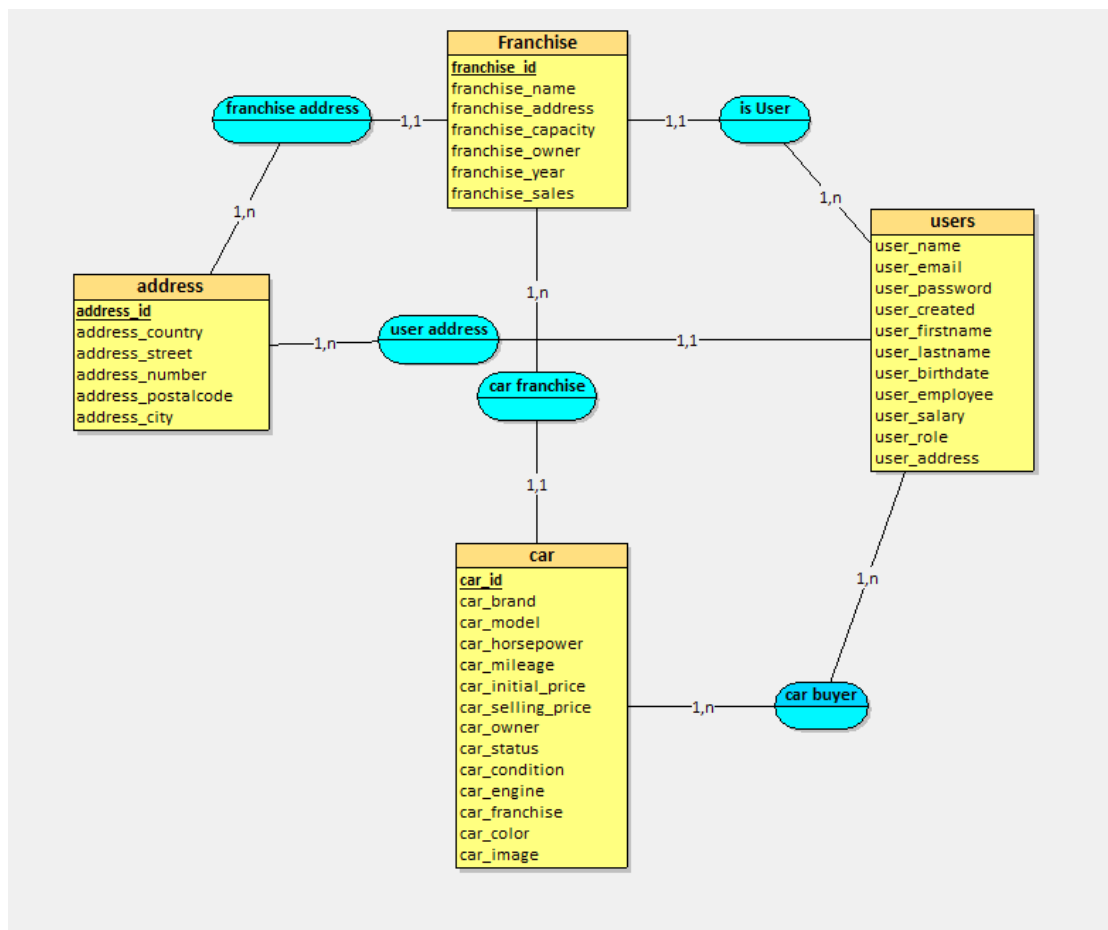 Franchise
franchise_id
franchise_name
franchise_address
franchise_capacity
franchise_owner
franchise_year
franchise_sales
franchise address
1,1
1,1
is User
1,n
1,n
users
user_name
user_email
user_password
user_created
user_firstname
user_lastname
user_birthdate
user_employee
user_salary
user_role
user_address
address
address_id
address_country
address_street
address_number
address_postalcode
address_city
1,n
1,n
user address
1,1
car franchise
1,1
car
car_id
car_brand
car_model
car_horsepower
car_mileage
car_initial_price
car_selling_price
car_owner
car_status
car_condition
car_engine
car_franchise
car_color
car_image
1,n
1,n
car buyer